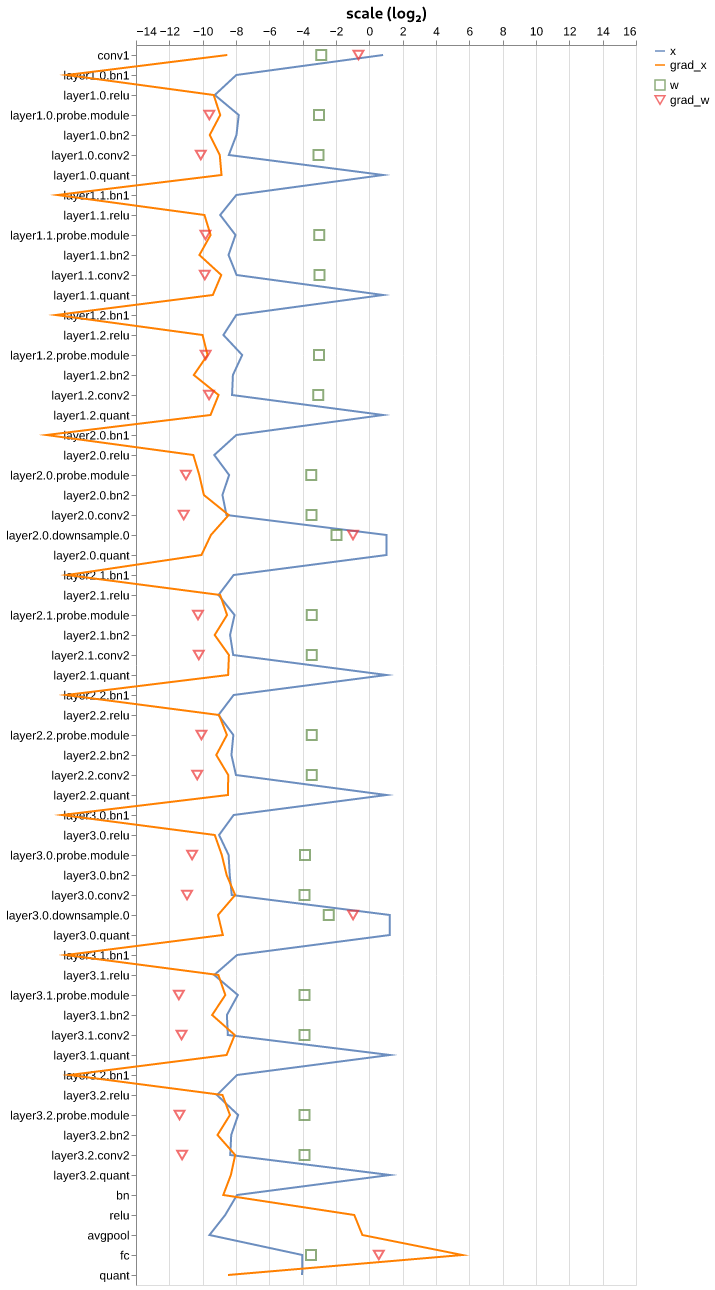 scale (log₂)
−14 −12 −10 −8 −6 −4 −2 0 2 4 6 8 10 12 14 16
x
grad_x
w
grad_w
conv1
layer1.0.bn1
layer1.0.relu
layer1.0.probe.module
layer1.0.bn2
layer1.0.conv2
layer1.0.quant
layer1.1.bn1
layer1.1.relu
layer1.1.probe.module
layer1.1.bn2
layer1.1.conv2
layer1.1.quant
layer1.2.bn1
layer1.2.relu
layer1.2.probe.module
layer1.2.bn2
layer1.2.conv2
layer1.2.quant
layer2.0.bn1
layer2.0.relu
layer2.0.probe.module
layer2.0.bn2
layer2.0.conv2
layer2.0.downsample.0
layer2.0.quant
layer2.1.bn1
layer2.1.relu
layer2.1.probe.module
layer2.1.bn2
layer2.1.conv2
layer2.1.quant
layer2.2.bn1
layer2.2.relu
layer2.2.probe.module
layer2.2.bn2
layer2.2.conv2
layer2.2.quant
layer3.0.bn1
layer3.0.relu
layer3.0.probe.module
layer3.0.bn2
layer3.0.conv2
layer3.0.downsample.0
layer3.0.quant
layer3.1.bn1
layer3.1.relu
layer3.1.probe.module
layer3.1.bn2
layer3.1.conv2
layer3.1.quant
layer3.2.bn1
layer3.2.relu
layer3.2.probe.module
layer3.2.bn2
layer3.2.conv2
layer3.2.quant
bn
relu
avgpool
fc
quant